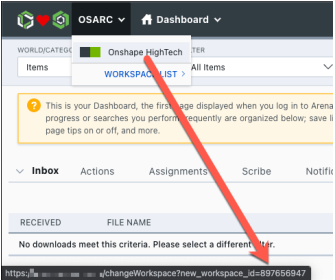 OSARC
Dashboard
WORLD/CATEG
TER
Items
All Items
Onshape HighTech
WORKSPACE LIST >
This is your Dashboard, the first page displayed when you log in to Arena
progress or searches you perform frequently are organized below; save li
page tips on or off, and more.
Inbox Actions Assignments Scribe Notifi
RECEIVED FILE NAME
No downloads meet this criteria. Please select a different filter.
https:/ /changeWorkspace?new_workspace_id=897656947